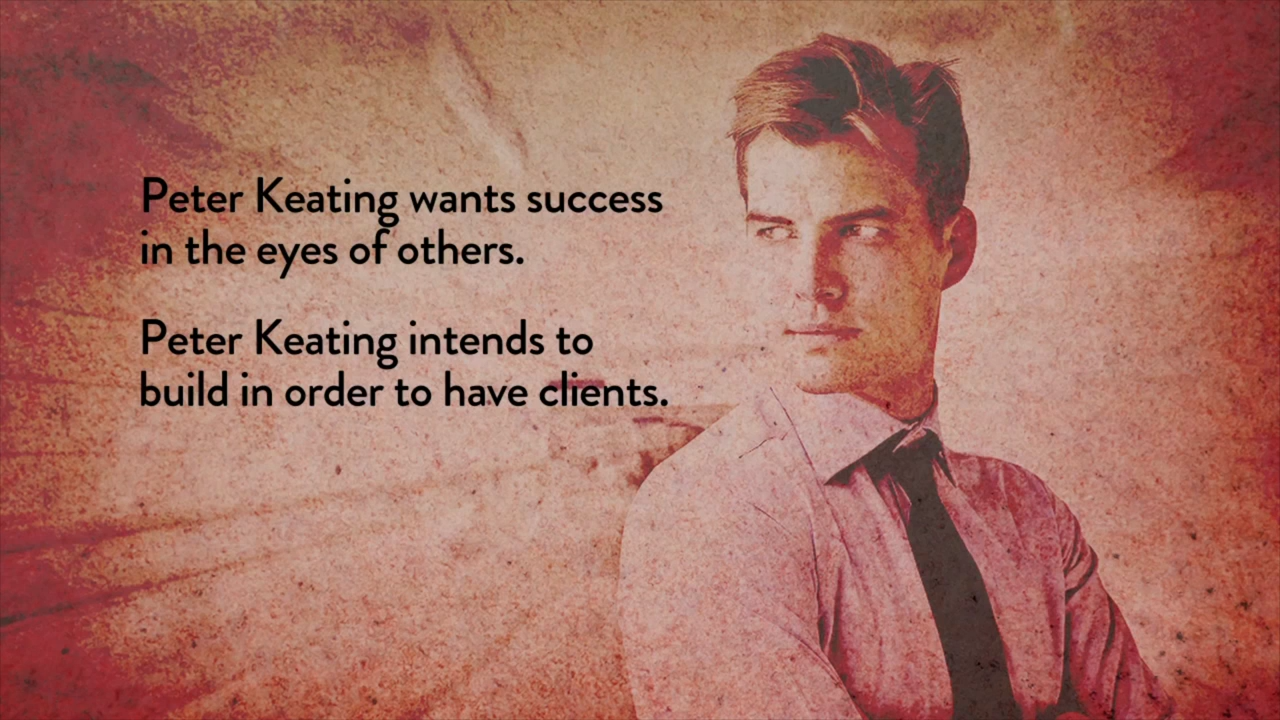 Peter Keating wants success
in the eyes of others.
Peter Keating intends to
build in order to have clients.